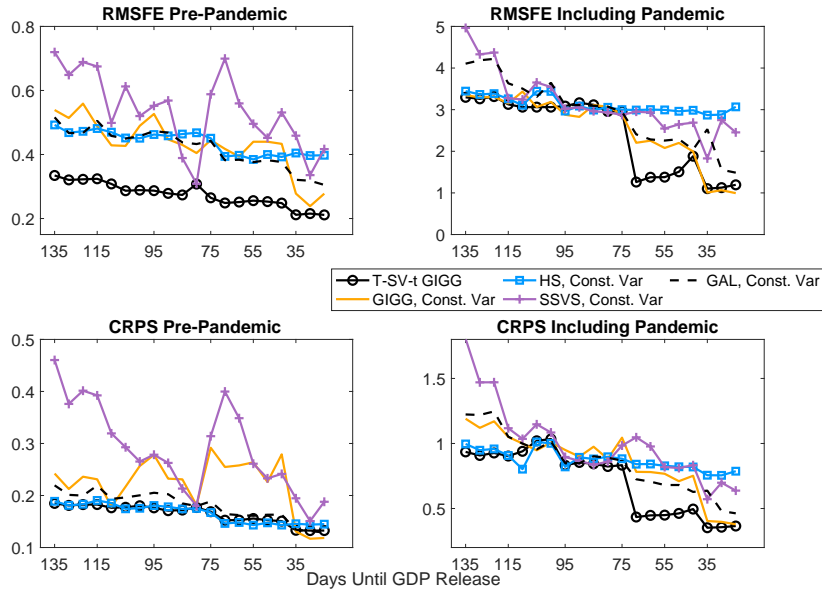 RMSFE Pre-Pandemic
RMSFE Including Pandemic
0.8
0.6
0.4
0.2
135 115 95 75 55 35
5
4
3
2
1
0
135 115 95 75 55 35
T-SV-t GIGG
HS, Const. Var
GAL, Const. Var
GIGG, Const. Var
SSVS, Const. Var
CRPS Pre-Pandemic
CRPS Including Pandemic
0.5
0.4
0.3
0.2
0.1
135 115 95 75 55 35
1.5
1
0.5
135 115 95 75 55 35
Days Until GDP Release